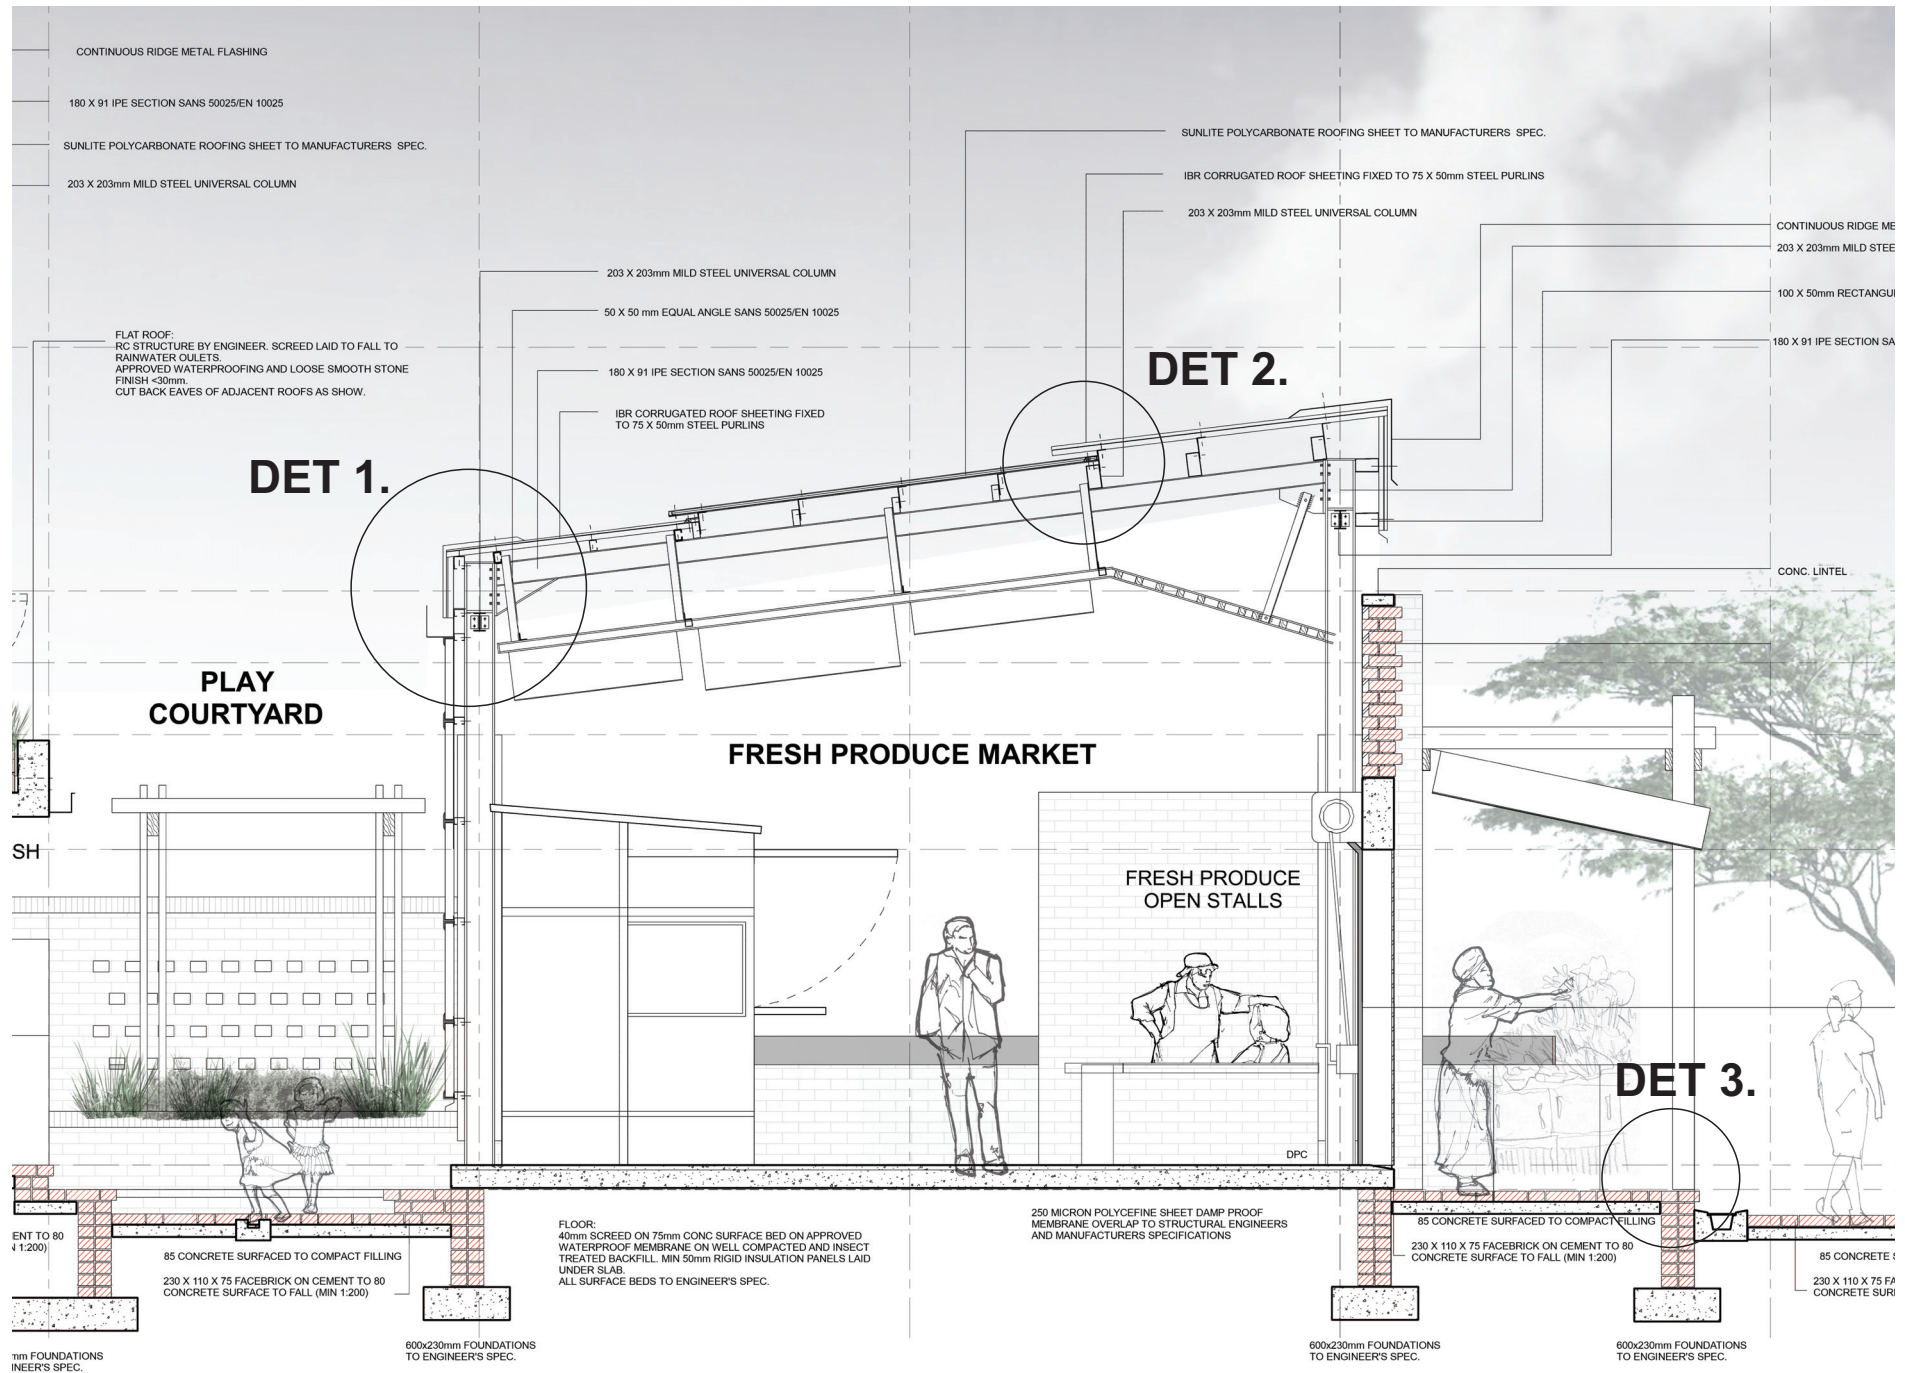 CONTINUOUS RIDGE METAL FLASHING
180 X 91 IPE SECTION SANS 50025/EN 10025
SUNLITE POLYCARBONATE ROOFING SHEET TO MANUFACTURERS SPEC.
203 X 203mm MILD STEEL UNIVERSAL COLUMN
SUNLITE POLYCARBONATE ROOFING SHEET TO MANUFACTURERS SPEC.
IBR CORRUGATED ROOF SHEETING FIXED TO 75 X 50mm STEEL PURLINS
203 X 203mm MILD STEEL UNIVERSAL COLUMN
CONTINUOUS RIDGE ME
203 X 203mm MILD STEE
100 X 50mm RECTANGU
180 X 91 IPE SECTION SA
203 X 203mm MILD STEEL UNIVERSAL COLUMN
50 X 50 mm EQUAL ANGLE SANS 50025/EN 10025
180 X 91 IPE SECTION SANS 50025/EN 10025
IBR CORRUGATED ROOF SHEETING FIXED
TO 75 X 50mm STEEL PURLINS
FLAT ROOF:
RC STRUCTURE BY ENGINEER. SCREED LAID TO FALL TO
RAINWATER OULETS.
APPROVED WATERPROOFING AND LOOSE SMOOTH STONE
FINISH <30mm.
CUT BACK EAVES OF ADJACENT ROOFS AS SHOW.
DET 2.
DET 1.
CONC. LINTEL
PLAY
COURTYARD
FRESH PRODUCE MARKET
SH
FRESH PRODUCE
OPEN STALLS
DET 3.
DPC
ENT TO 80
N 1:200)
85 CONCRETE SURFACED TO COMPACT FILLING
230 X 110 X 75 FACEBRICK ON CEMENT TO 80
CONCRETE SURFACE TO FALL (MIN 1:200)
FLOOR:
40mm SCREED ON 75mm CONC SURFACE BED ON APPROVED
WATERPROOF MEMBRANE ON WELL COMPACTED AND INSECT
TREATED BACKFILL. MIN 50mm RIGID INSULATION PANELS LAID
UNDER SLAB.
ALL SURFACE BEDS TO ENGINEER'S SPEC.
250 MICRON POLYCEFINE SHEET DAMP PROOF
MEMBRANE OVERLAP TO STRUCTURAL ENGINEERS
AND MANUFACTURERS SPECIFICATIONS
85 CONCRETE SURFACED TO COMPACT FILLING
230 X 110 X 75 FACEBRICK ON CEMENT TO 80
CONCRETE SURFACE TO FALL (MIN 1:200)
85 CONCRETE S
230 X 110 X 75 FA
CONCRETE SUR
mm FOUNDATIONS
INEER'S SPEC.
600x230mm FOUNDATIONS
TO ENGINEER'S SPEC.
600x230mm FOUNDATIONS
TO ENGINEER'S SPEC.
600x230mm FOUNDATIONS
TO ENGINEER'S SPEC.